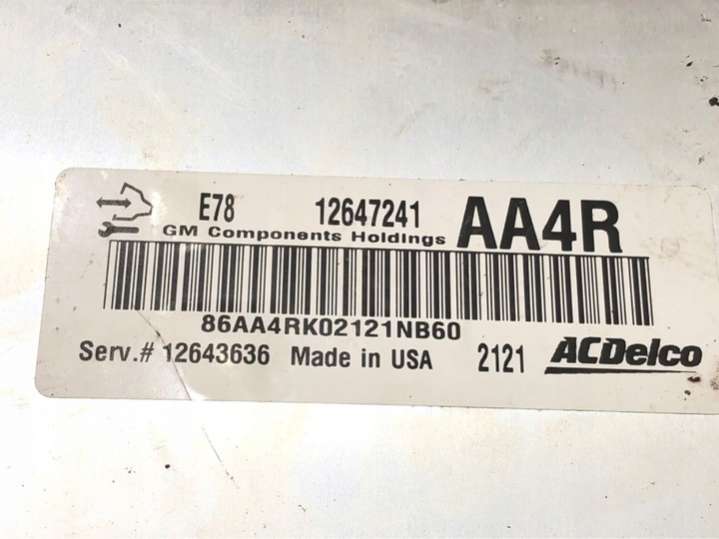 E78 12647241 AA4R
GM Components Holdings
86AA4RK02121NB60
Serv.# 12643636 Made in USA 2121 ACDelco